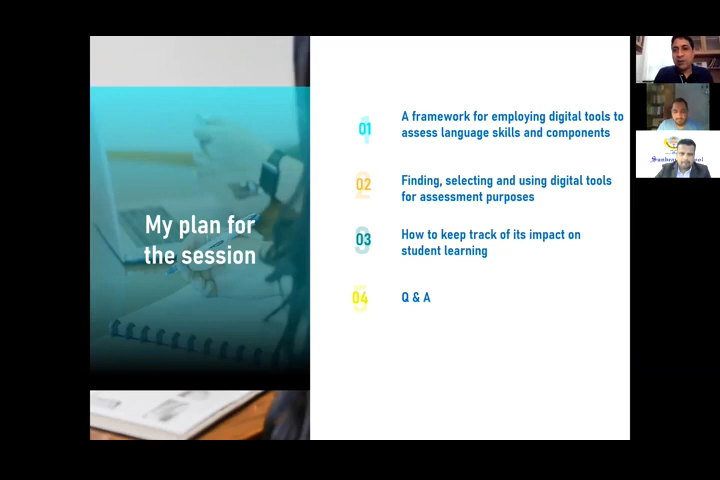 My plan for
the session
01
A framework for employing digital tools to
assess language skills and components
02
Finding, selecting and using digital tools
for assessment purposes
03
How to keep track of its impact on
student learning
04
Q & A